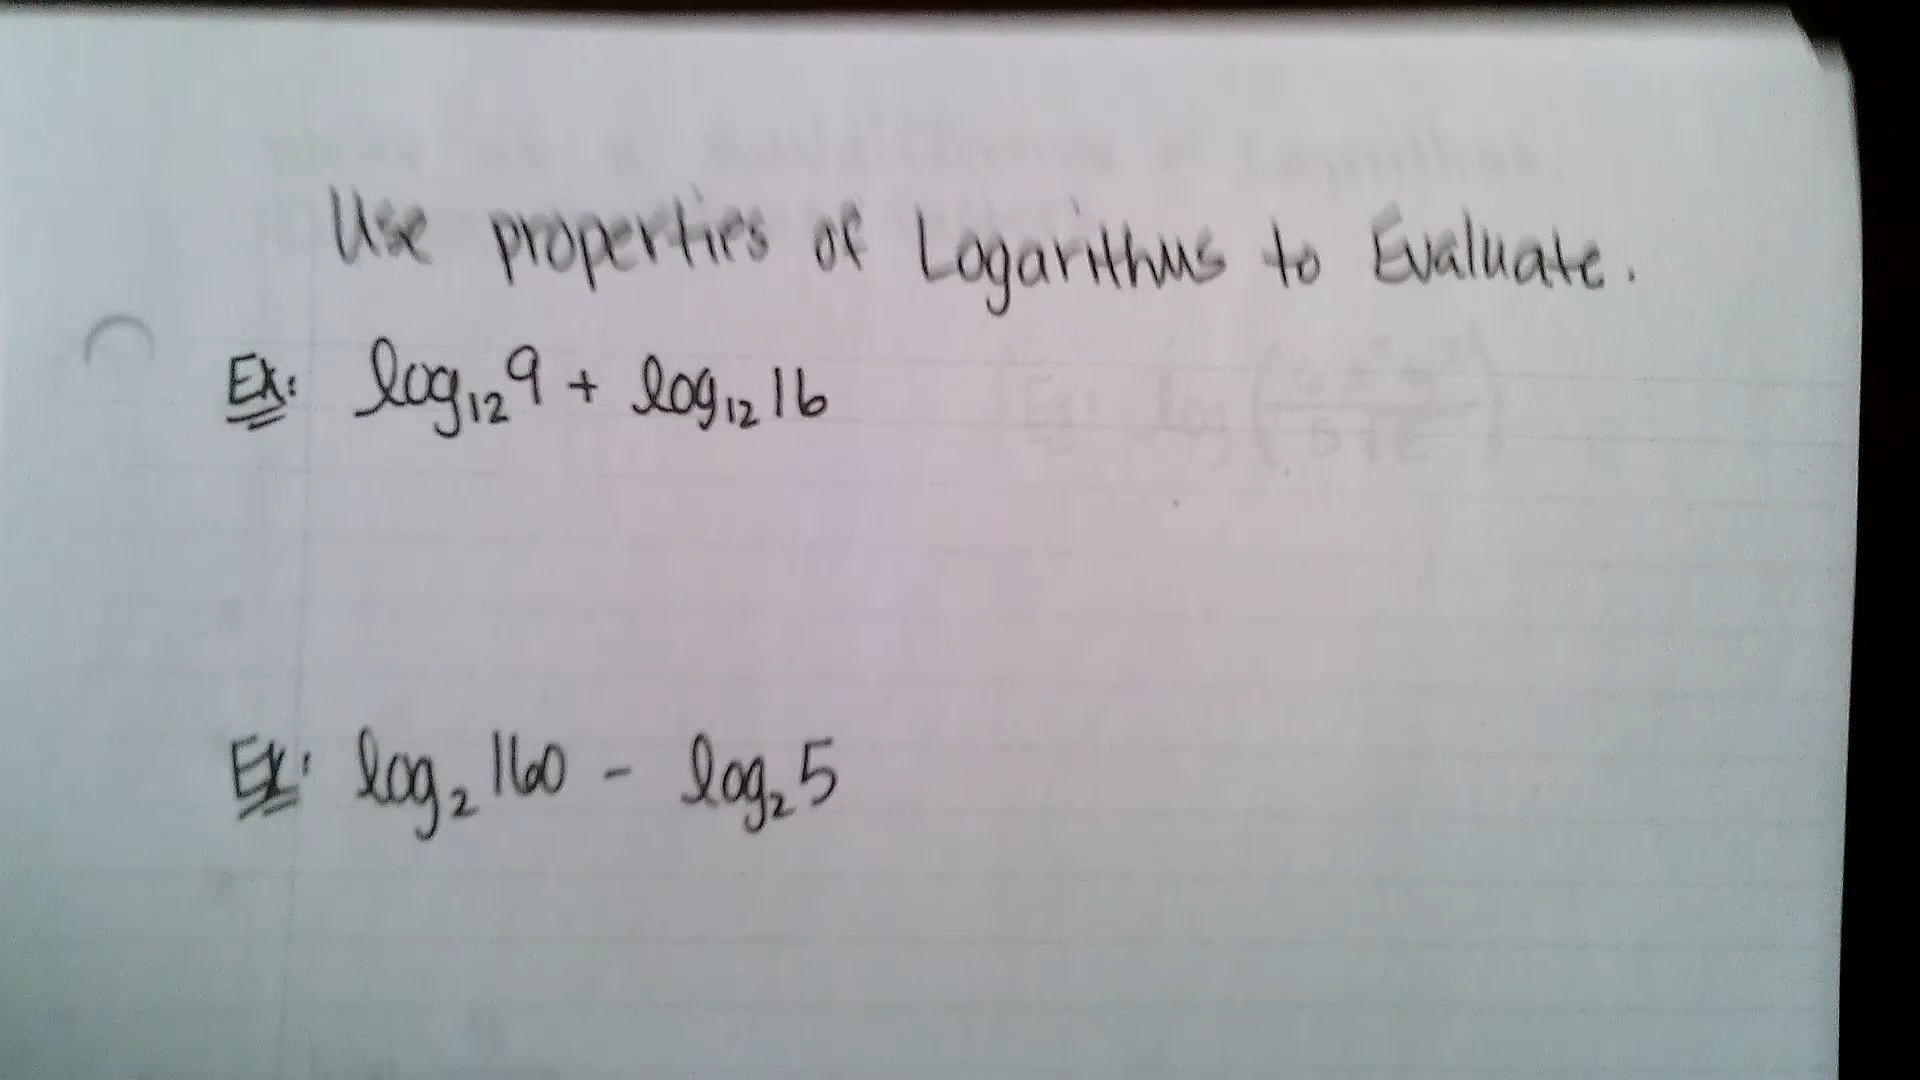 Use properties of Logarithms to Evaluate.
Ex: log₁₂9 + log₁₂16
Ex: log₂160 - log₂5